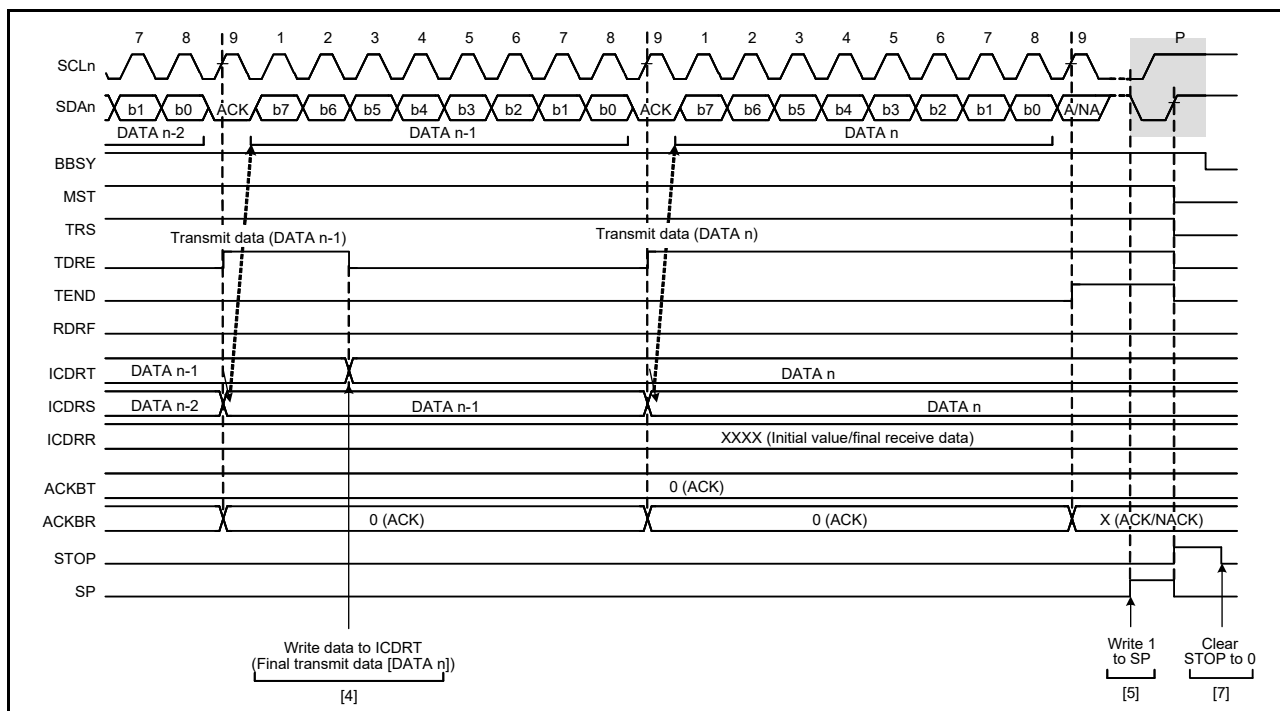 7 8 9 1 2 3 4 5 6 7 8 9 1 2 3 4 5 6 7 8 9 P
SCLn
SDAn b1 b0 ACK b7 b6 b5 b4 b3 b2 b1 b0 ACK b7 b6 b5 b4 b3 b2 b1 b0 A/NA
DATA n-2 DATA n-1 DATA n
BBSY
MST
TRS
Transmit data (DATA n-1) Transmit data (DATA n)
TDRE
TEND
RDRF
ICDRT DATA n-1 DATA n
ICDRS DATA n-2 DATA n-1 DATA n
ICDRR XXXX (Initial value/final receive data)
ACKBT 0 (ACK)
ACKBR 0 (ACK) 0 (ACK) X (ACK/NACK)
STOP
SP
Write data to ICDRT
(Final transmit data [DATA n])
[4]
Write 1
to SP
[5]
Clear
STOP to 0
[7]